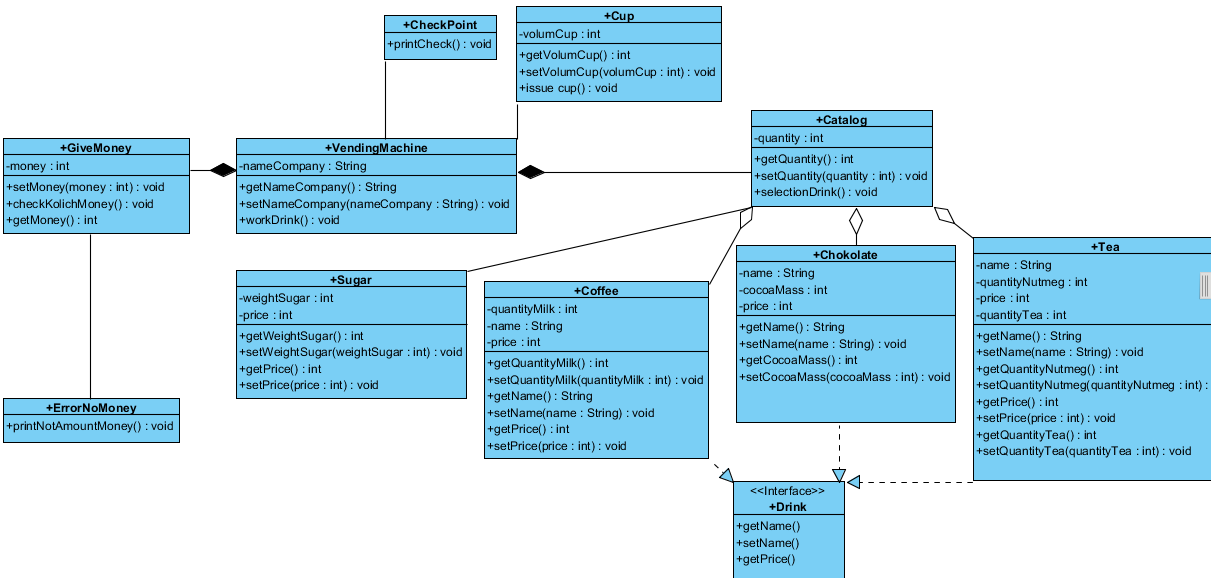 +CheckPoint
+printCheck() : void
+Cup
-volumCup : int
+getVolumCup() : int
+setVolumCup(volumCup : int) : void
+issue cup() : void
+GiveMoney
-money : int
+setMoney(money : int) : void
+checkKolichMoney() : void
+getMoney() : int
+VendingMachine
-nameCompany : String
+getNameCompany() : String
+setNameCompany(nameCompany : String) : void
+workDrink() : void
+Catalog
-quantity : int
+getQuantity() : int
+setQuantity(quantity : int) : void
+selectionDrink() : void
+Sugar
-weightSugar : int
-price : int
+getWeightSugar() : int
+setWeightSugar(weightSugar : int) : void
+getPrice() : int
+setPrice(price : int) : void
+Coffee
-quantityMilk : int
-name : String
-price : int
+getQuantityMilk() : int
+setQuantityMilk(quantityMilk : int) : void
+getName() : String
+setName(name : String) : void
+getPrice() : int
+setPrice(price : int) : void
+Chokolate
-name : String
-cocoaMass : int
-price : int
+getName() : String
+setName(name : String) : void
+getCocoaMass() : int
+setCocoaMass(cocoaMass : int) : void
+Tea
-name : String
-quantityNutmeg : int
-price : int
-quantityTea : int
+getName() : String
+setName(name : String) : void
+getQuantityNutmeg() : int
+setQuantityNutmeg(quantityNutmeg : int) :
+getPrice() : int
+setPrice(price : int) : void
+getQuantityTea() : int
+setQuantityTea(quantityTea : int) : void
+ErrorNoMoney
+printNotAmountMoney() : void
<<Interface>>
+Drink
+getName()
+setName()
+getPrice()